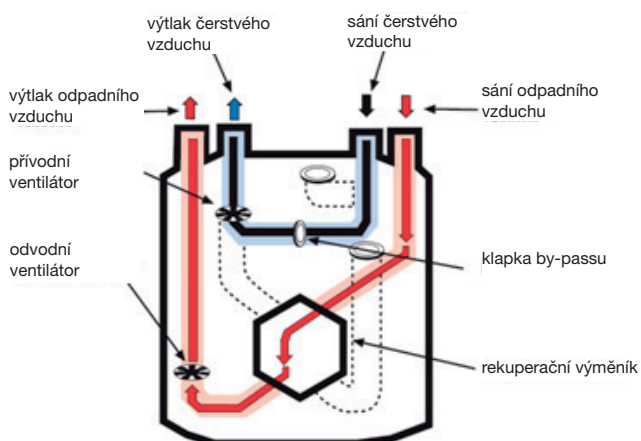 výtlak čerstvého
vzduchu
sání čerstvého
vzduchu
výtlak odpadního
vzduchu
sání odpadního
vzduchu
přívodní
ventilátor
odvodní
ventilátor
klapka by-passu
rekuperační výměník